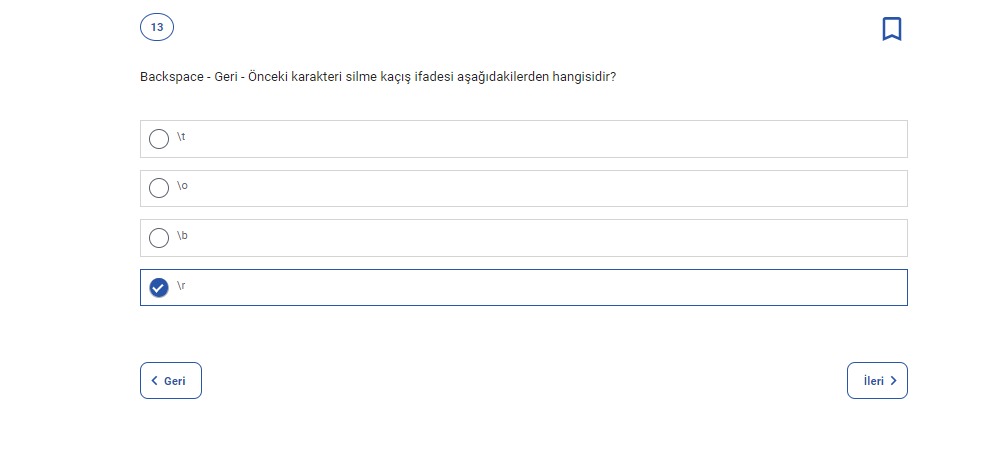 13
Backspace - Geri - Önceki karakteri silme kaçış ifadesi aşağıdakilerden hangisidir?
\t
\o
\b
\r
Geri
İleri